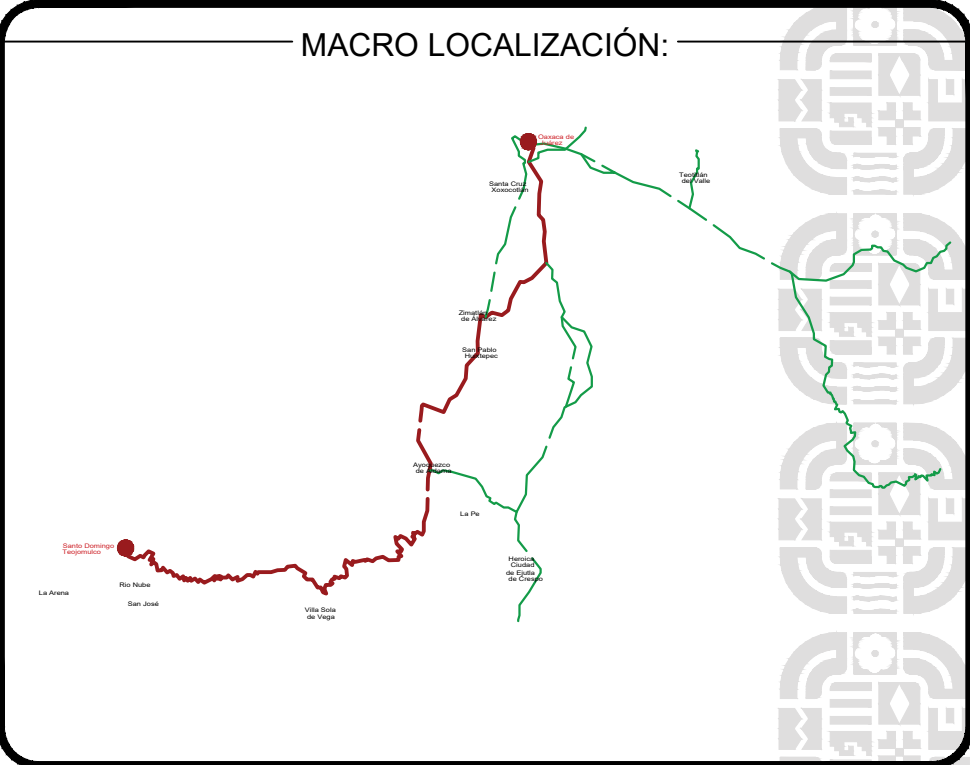 MACRO LOCALIZACIÓN:
Oaxaca de
Juárez
Santa Cruz
Xoxocotlán
Teotitlán
del Valle
Zimatlán
de Álvarez
San Pablo
Huixtepec
Ayoquezco
de Aldama
La Pe
Santo Domingo
Teojomulco
Heroica
Ciudad
de Ejutla
de Crespo
Rio Nube
La Arena
San José
Villa Sola
de Vega